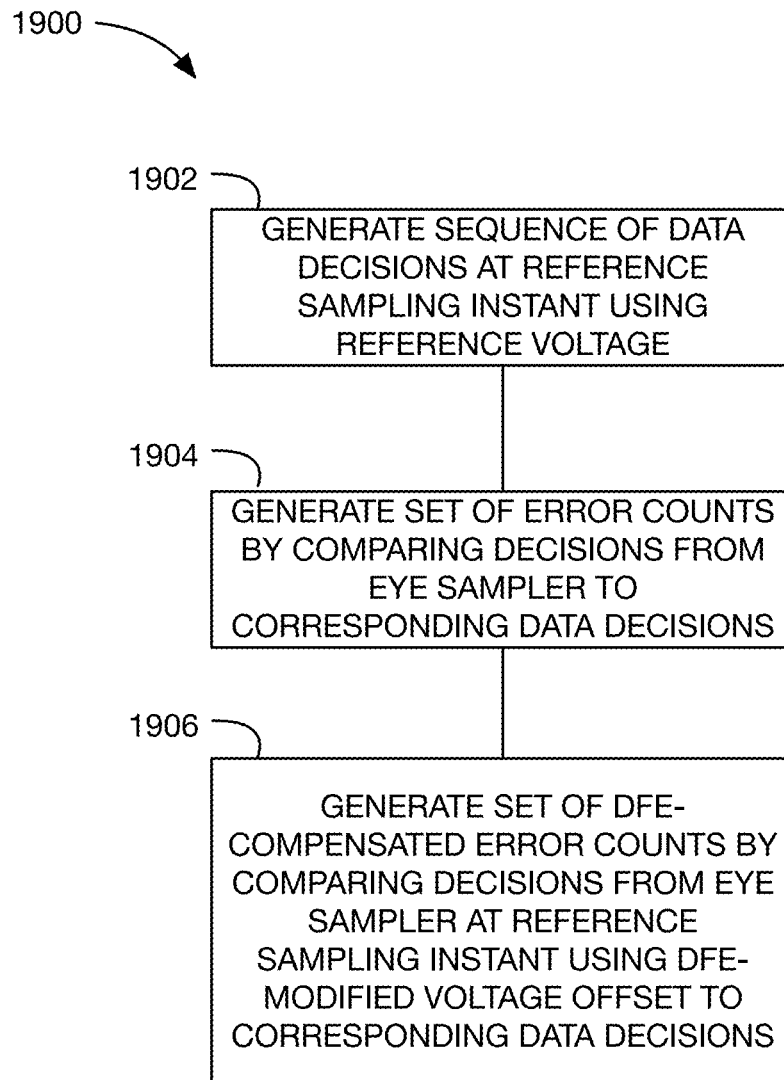 1900
1902
GENERATE SEQUENCE OF DATA
DECISIONS AT REFERENCE
SAMPLING INSTANT USING
REFERENCE VOLTAGE
1904
GENERATE SET OF ERROR COUNTS
BY COMPARING DECISIONS FROM
EYE SAMPLER TO
CORRESPONDING DATA DECISIONS
1906
GENERATE SET OF DFE-
COMPENSATED ERROR COUNTS BY
COMPARING DECISIONS FROM EYE
SAMPLER AT REFERENCE
SAMPLING INSTANT USING DFE-
MODIFIED VOLTAGE OFFSET TO
CORRESPONDING DATA DECISIONS